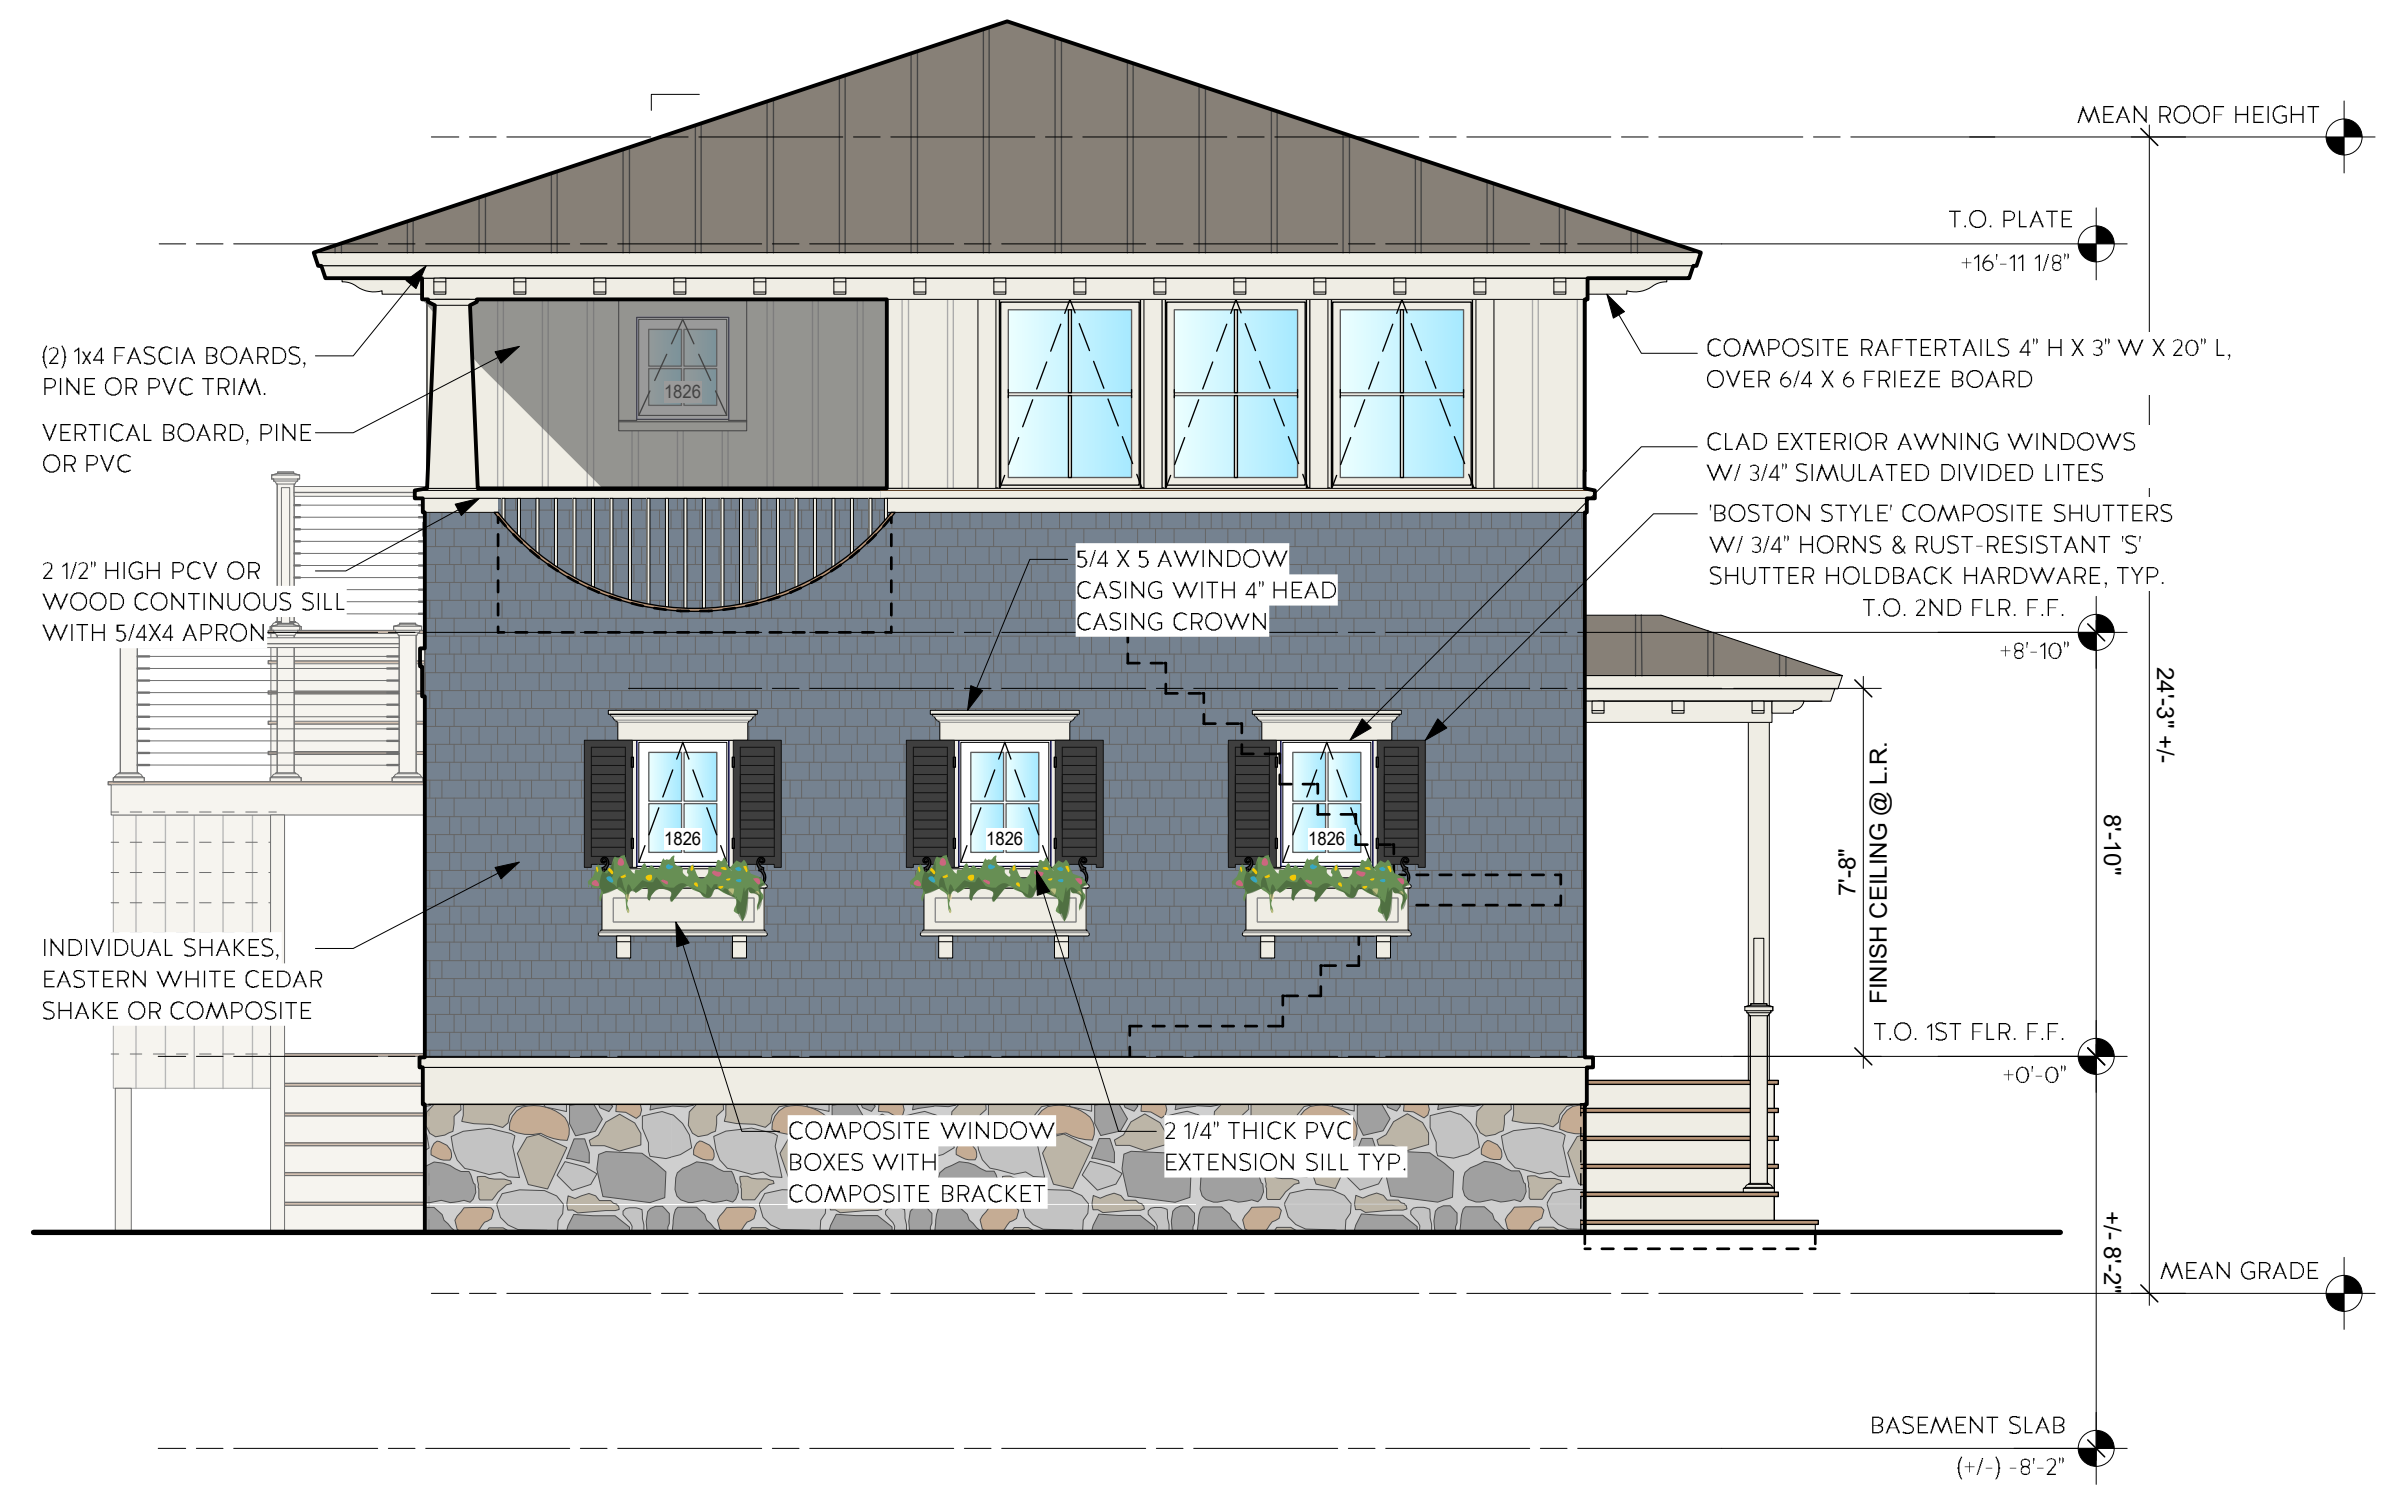 MEAN ROOF HEIGHT
T.O. PLATE
+16'-11 1/8"
(2) 1x4 FASCIA BOARDS,
PINE OR PVC TRIM.
VERTICAL BOARD, PINE
OR PVC
2 1/2" HIGH PCV OR
WOOD CONTINUOUS SILL
WITH 5/4X4 APRON
INDIVIDUAL SHAKES,
EASTERN WHITE CEDAR
SHAKE OR COMPOSITE
1826
5/4 X 5 AWINDOW
CASING WITH 4" HEAD
CASING CROWN
1826
1826
1826
COMPOSITE WINDOW
BOXES WITH
COMPOSITE BRACKET
2 1/4" THICK PVC
EXTENSION SILL TYP.
COMPOSITE RAFTERTAILS 4" H X 3" W X 20" L,
OVER 6/4 X 6 FRIEZE BOARD
CLAD EXTERIOR AWNING WINDOWS
W/ 3/4" SIMULATED DIVIDED LITES
'BOSTON STYLE' COMPOSITE SHUTTERS
W/ 3/4" HORNS & RUST-RESISTANT 'S'
SHUTTER HOLDBACK HARDWARE, TYP.
T.O. 2ND FLR. F.F.
+8'-10"
24'-3" +/-
7'-8"
FINISH CEILING @ L.R.
8'-10"
T.O. 1ST FLR. F.F.
+0'-0"
+/- 8'-2"
MEAN GRADE
BASEMENT SLAB
(+/-) -8'-2"